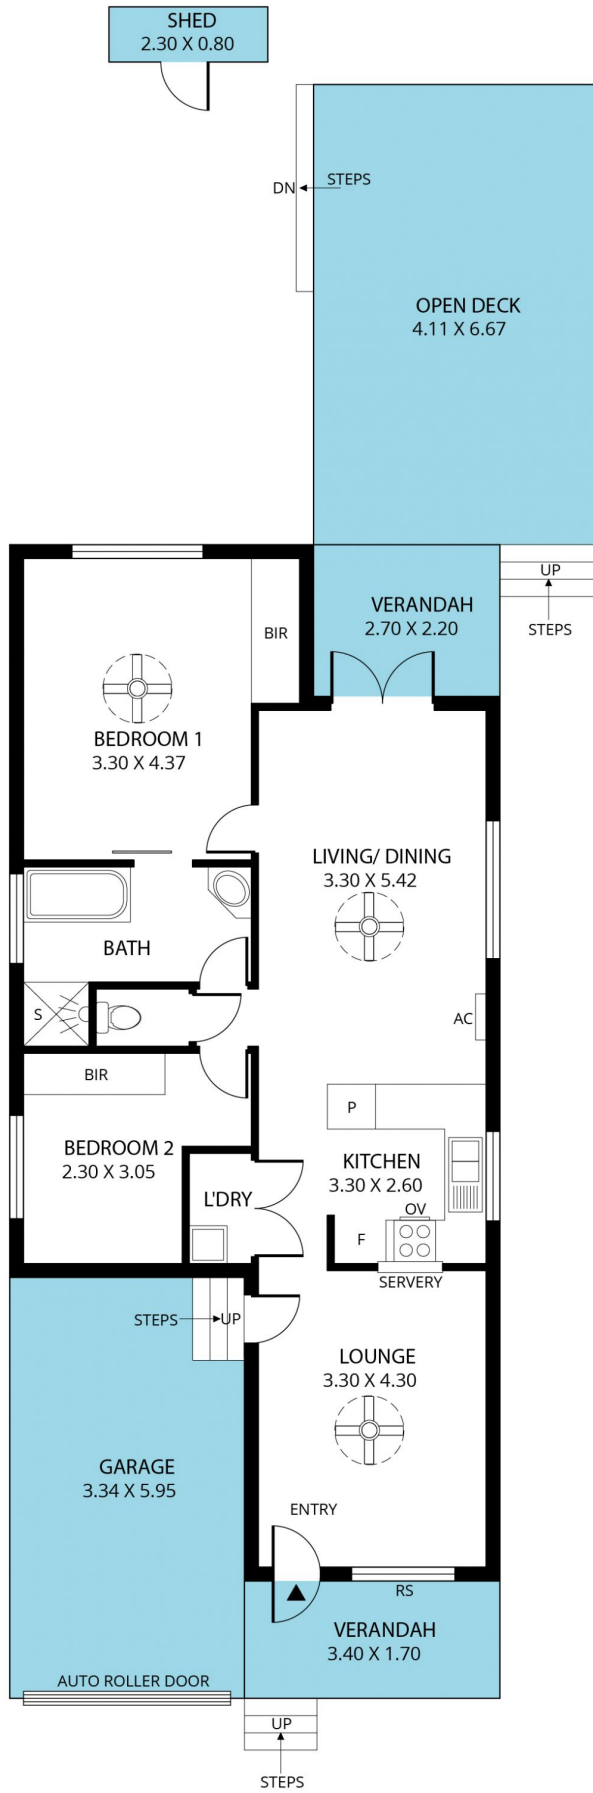 SHED
2.30 X 0.80
STEPS
DN
OPEN DECK
4.11 X 6.67
UP
STEPS
VERANDAH
2.70 X 2.20
BIR
BEDROOM 1
3.30 X 4.37
LIVING/ DINING
3.30 X 5.42
BATH
S
AC
BIR
P
BEDROOM 2
2.30 X 3.05
KITCHEN
3.30 X 2.60
L'DRY
OV
F
SERVERY
STEPS
UP
LOUNGE
3.30 X 4.30
GARAGE
3.34 X 5.95
ENTRY
RS
VERANDAH
3.40 X 1.70
AUTO ROLLER DOOR
UP
STEPS